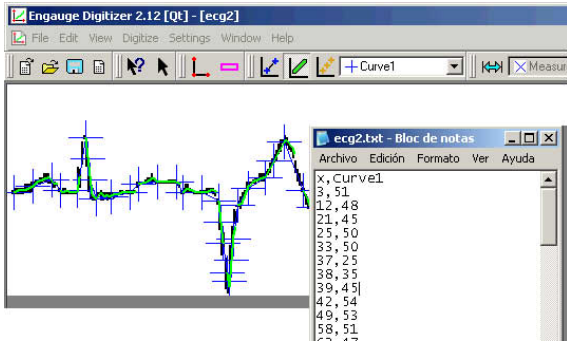 Engauge Digitizer 2.12 [Qt] - [ecg2]
File Edit View Digitize Settings Window Help
Curve1
Measur
ecg2.txt - Bloc de notas
Archivo Edición Formato Ver Ayuda
x,Curve1
3,51
12,48
21,45
25,50
33,50
37,25
38,35
39,45
42,54
49,53
58,51
63,47